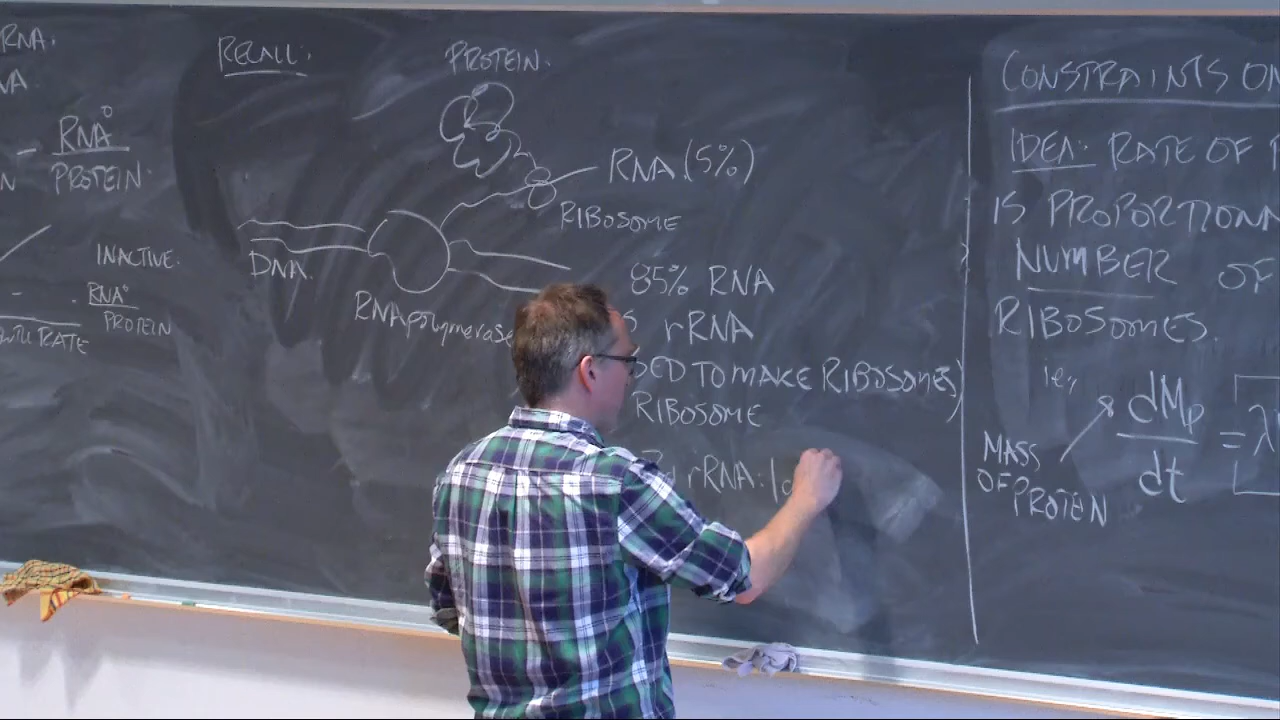 RNA.
RNA°
PROTEIN.
INACTIVE.
RNA°
PROTEIN
RECALL:
PROTEIN.
RNA (5%)
RIBOSOME
DNA.
RNA polymerase
85% RNA
rRNA
TO MAKE RIBOSOMES)
RIBOSOME
rRNA:
CONSTRAINTS ON
IDEA: RATE OF
IS PROPORTIONA
NUMBER OF
RIBOSOMES.
ie,
MASS
OF PROTEIN
dMp
dt
= λ